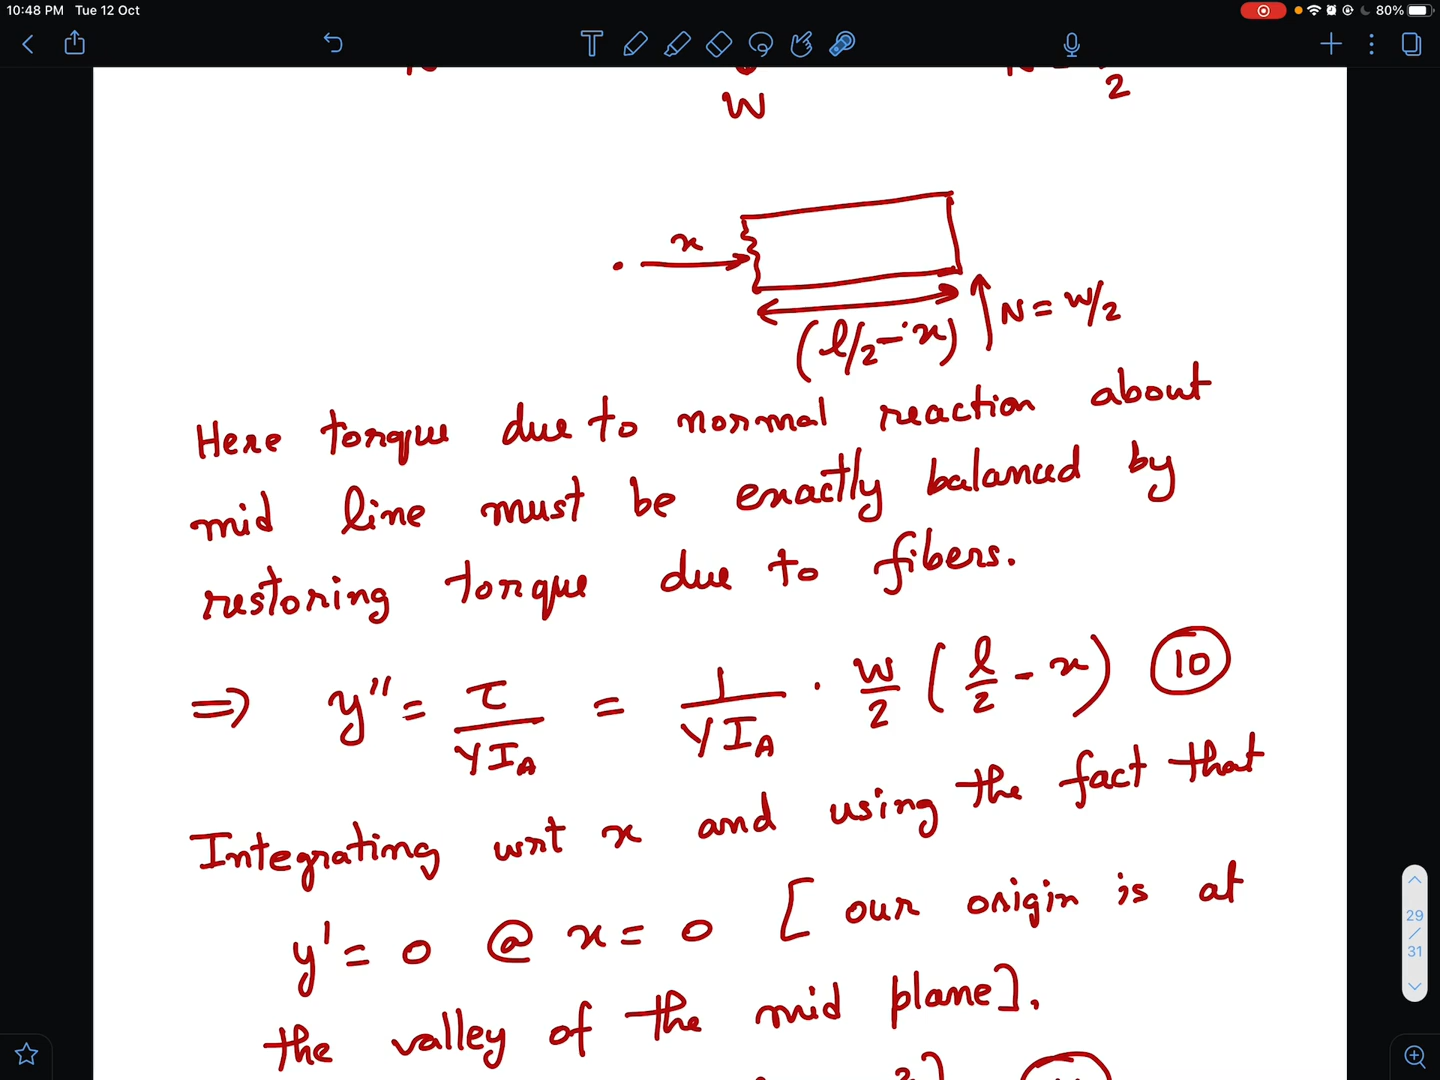 10:48 PM Tue 12 Oct
80%
T
W
2
x
N = W/2
(l/2 - x)
Here torque due to normal reaction about
mid line must be exactly balanced by
restoring torque due to fibers.
⇒ y'' = τ/YI_A = 1/YI_A · W/2 (l/2 - x) (10)
Integrating wrt x and using the fact that
y' = 0 @ x = 0 [our origin is at
the valley of the mid plane].
29
/
31